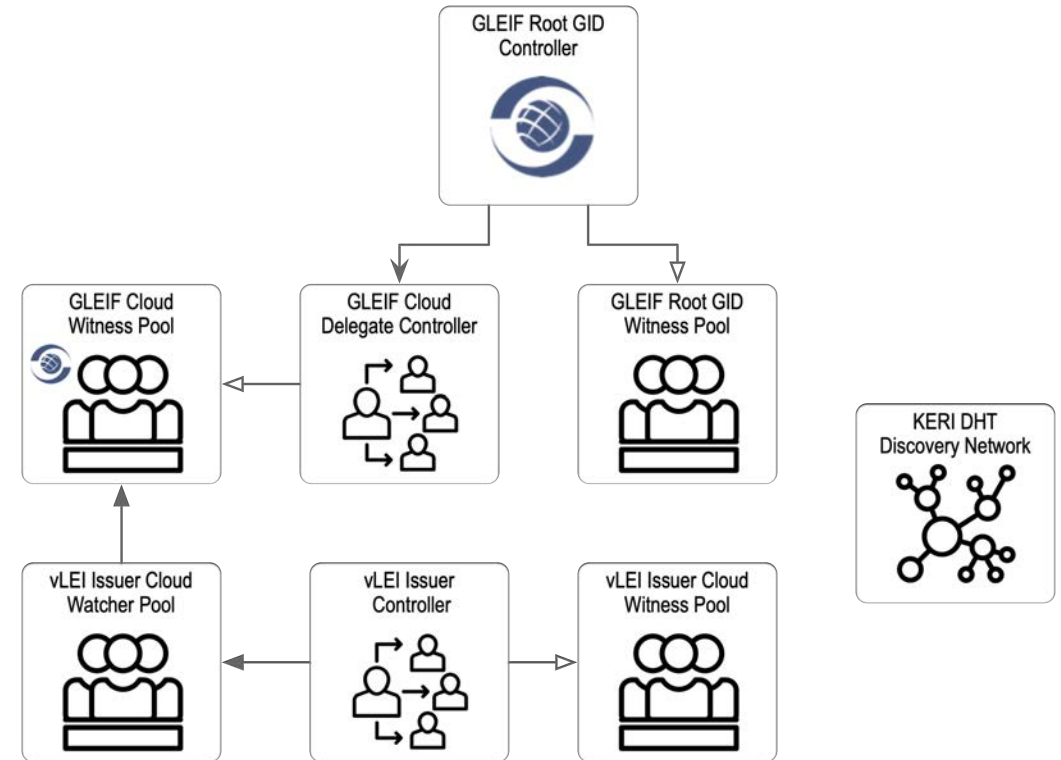 GLEIF Root GID
Controller
GLEIF Cloud
Witness Pool
GLEIF Cloud
Delegate Controller
GLEIF Root GID
Witness Pool
KERI DHT
Discovery Network
vLEI Issuer Cloud
Watcher Pool
vLEI Issuer
Controller
vLEI Issuer Cloud
Witness Pool